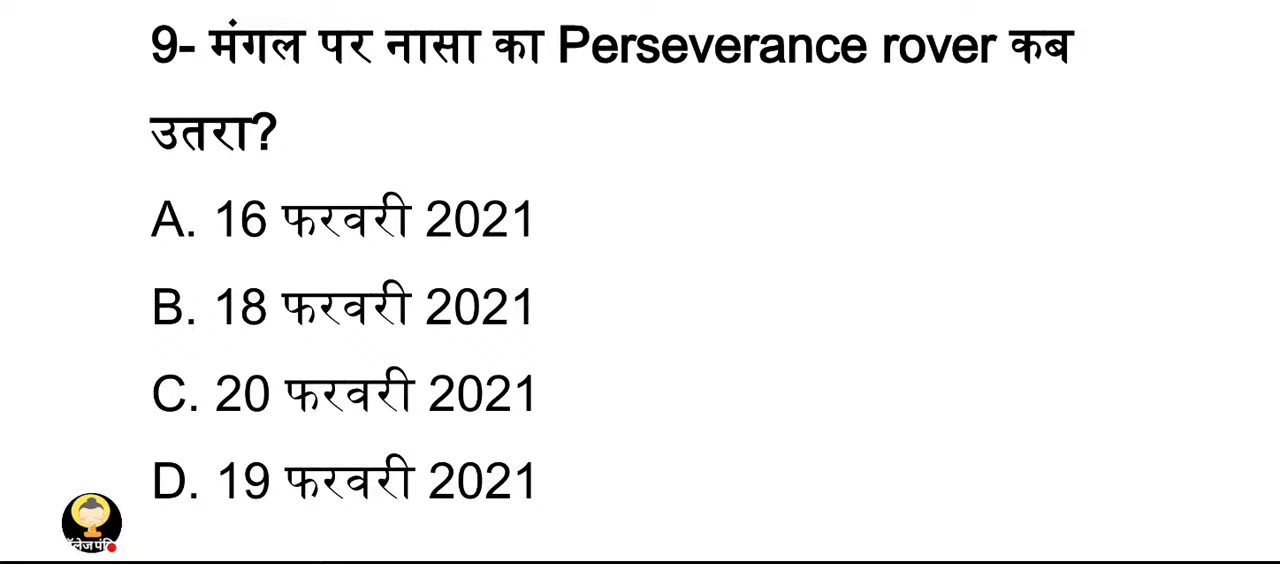 9- मंगल पर नासा का Perseverance rover कब
उतरा?
A. 16 फरवरी 2021
B. 18 फरवरी 2021
C. 20 फरवरी 2021
D. 19 फरवरी 2021